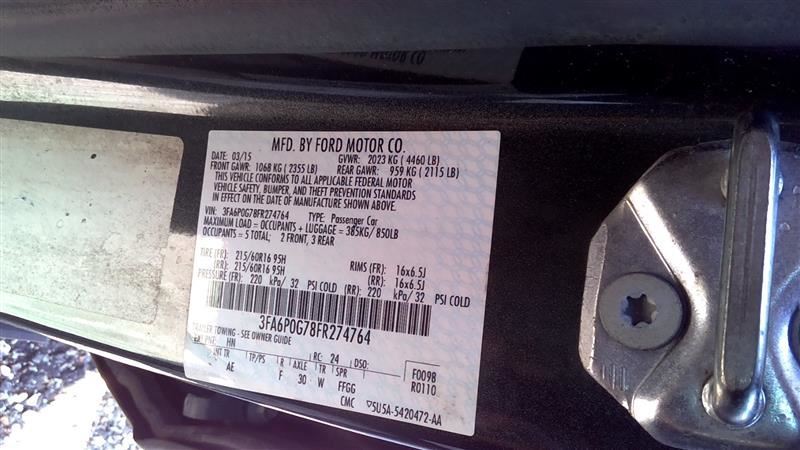 MFD. BY FORD MOTOR CO.
DATE: 03/15 GVWR: 2023 KG ( 4460 LB)
FRONT GAWR: 1068 KG ( 2355 LB) REAR GAWR: 959 KG ( 2115 LB)
THIS VEHICLE CONFORMS TO ALL APPLICABLE FEDERAL MOTOR
VEHICLE SAFETY, BUMPER, AND THEFT PREVENTION STANDARDS
IN EFFECT ON THE DATE OF MANUFACTURE SHOWN ABOVE.
VIN: 3FA6P0G78FR274764 TYPE: Passenger Car
MAXIMUM LOAD = OCCUPANTS + LUGGAGE = 385KG/ 850LB
OCCUPANTS = 5 TOTAL; 2 FRONT, 3 REAR
TIRE (FR): 215/60R16 95H RIMS (FR): 16x6.5J
(RR): 215/60R16 95H (RR): 16x6.5J
PRESSURE (FR): 220 kPa/ 32 PSI COLD (RR): 220 kPa/ 32 PSI COLD
3FA6P0G78FR274764
TRAILER TOWING - SEE OWNER GUIDE
EXT PNT: HN RC: 24 DSO: F0098
INT TR TP/PS R AXLE TR SPR R0110
AE F 30 W FFGG
CMC ▽5U5A-5420472-AA